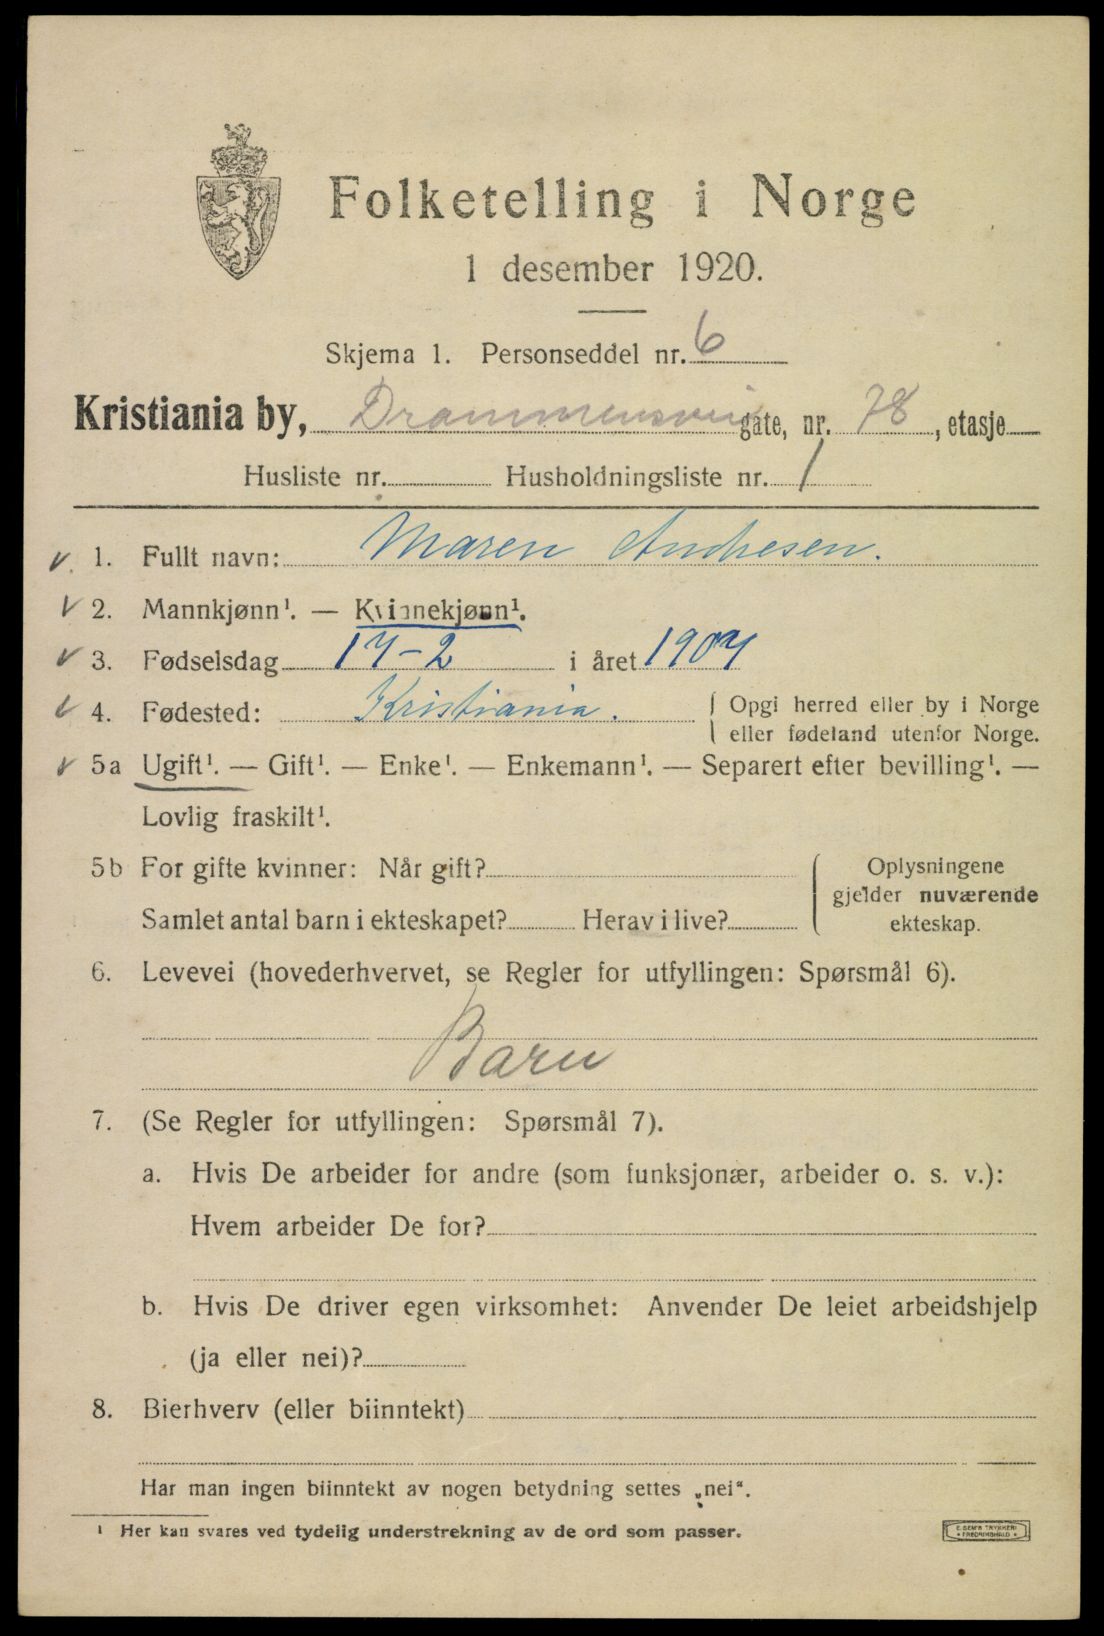 Folketelling i Norge
1 desember 1920.
Skjema 1. Personseddel nr. 6
Kristiania by, Drammensvei gate, nr. 78, etasje
Husliste nr. Husholdningsliste nr. 1
1. Fullt navn: Maren Andresen.
2. Mannkjønn¹. — Kvinnekjønn¹.
3. Fødselsdag 17-2 i året 1907
4. Fødested: Kristiania. Opgi herred eller by i Norge
eller fødeland utenfor Norge.
5a Ugift¹. — Gift¹. — Enke¹. — Enkemann¹. — Separert efter bevilling¹. —
Lovlig fraskilt¹.
5b For gifte kvinner: Når gift? Oplysningene
gjelder nuværende
Samlet antal barn i ekteskapet? Herav i live? ekteskap.
6. Levevei (hovederhvervet, se Regler for utfyllingen: Spørsmål 6).
Barn
7. (Se Regler for utfyllingen: Spørsmål 7).
a. Hvis De arbeider for andre (som funksjonær, arbeider o. s. v.):
Hvem arbeider De for?
b. Hvis De driver egen virksomhet: Anvender De leiet arbeidshjelp
(ja eller nei)?
8. Bierhverv (eller biinntekt)
Har man ingen biinntekt av nogen betydning settes „nei“.
¹ Her kan svares ved tydelig understrekning av de ord som passer.
E. SEM'S TRYKKERI
FREDRIKSHALD